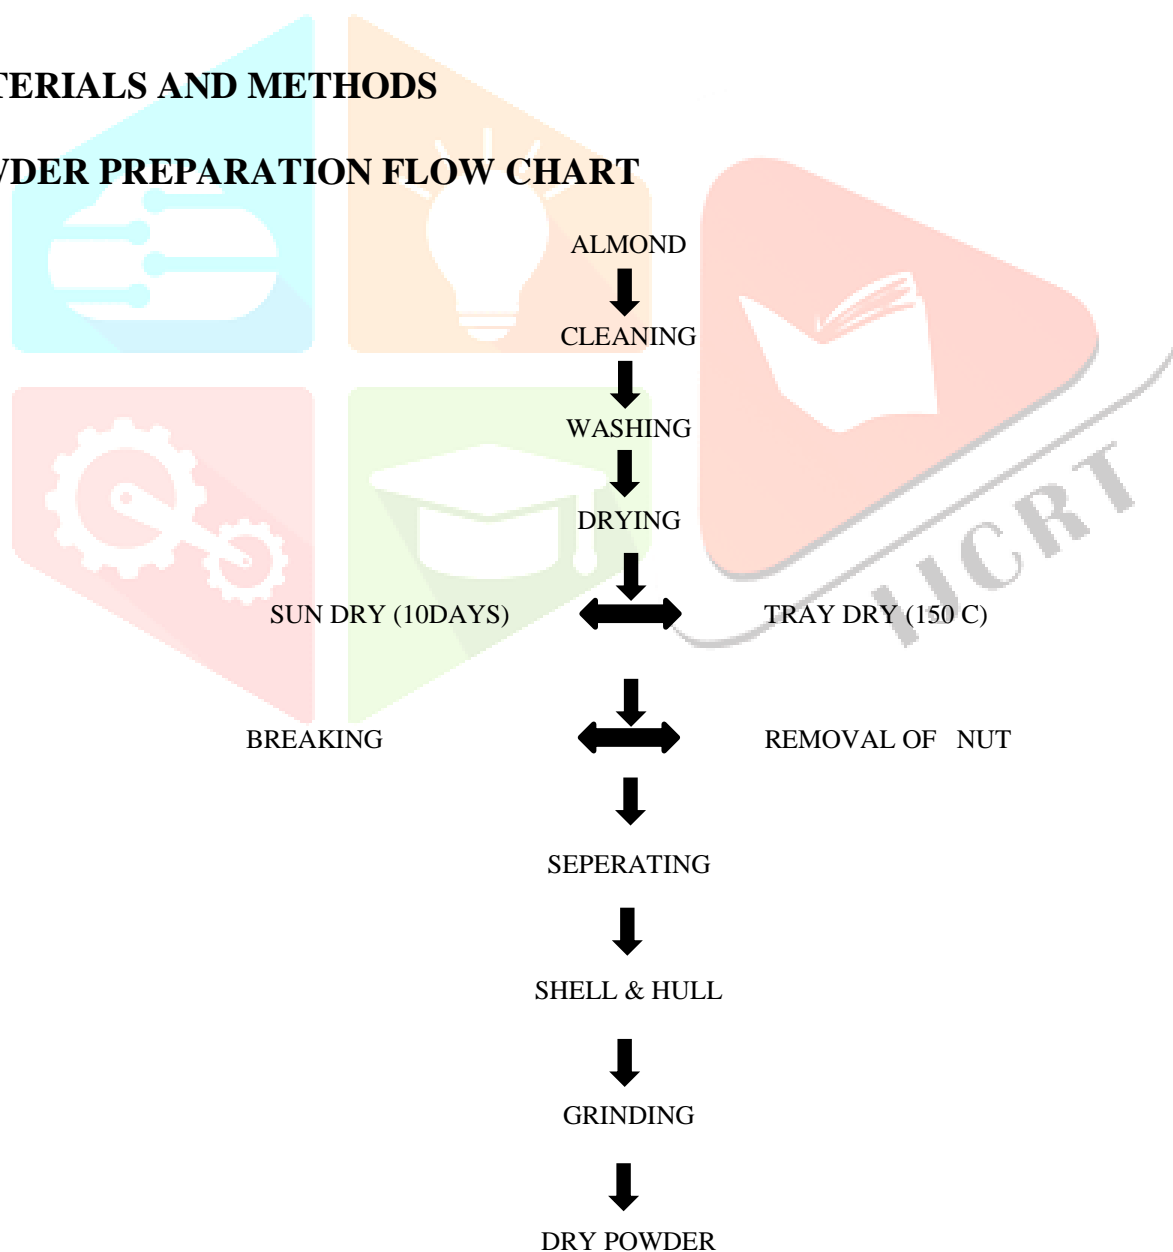 TERIALS AND METHODS
WDER PREPARATION FLOW CHART
ALMOND
CLEANING
WASHING
DRYING
SUN DRY (10DAYS) TRAY DRY (150 C)
BREAKING REMOVAL OF NUT
SEPERATING
SHELL & HULL
GRINDING
DRY POWDER
IJCRT